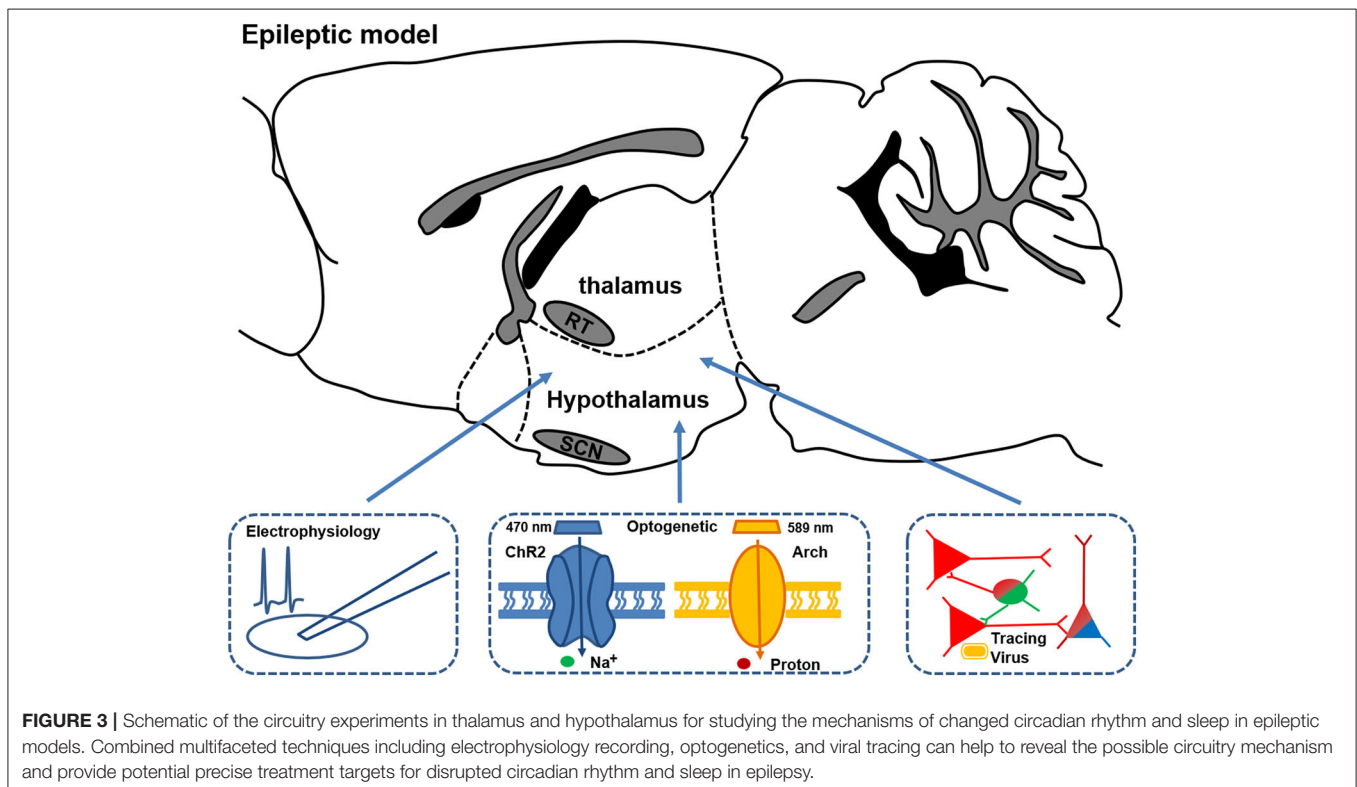 Epileptic model
thalamus
RT
Hypothalamus
SCN
Electrophysiology
470 nm Optogenetic 589 nm
ChR2 Arch
Na+ Proton
Tracing
Virus
FIGURE 3 | Schematic of the circuitry experiments in thalamus and hypothalamus for studying the mechanisms of changed circadian rhythm and sleep in epileptic
models. Combined multifaceted techniques including electrophysiology recording, optogenetics, and viral tracing can help to reveal the possible circuitry mechanism
and provide potential precise treatment targets for disrupted circadian rhythm and sleep in epilepsy.